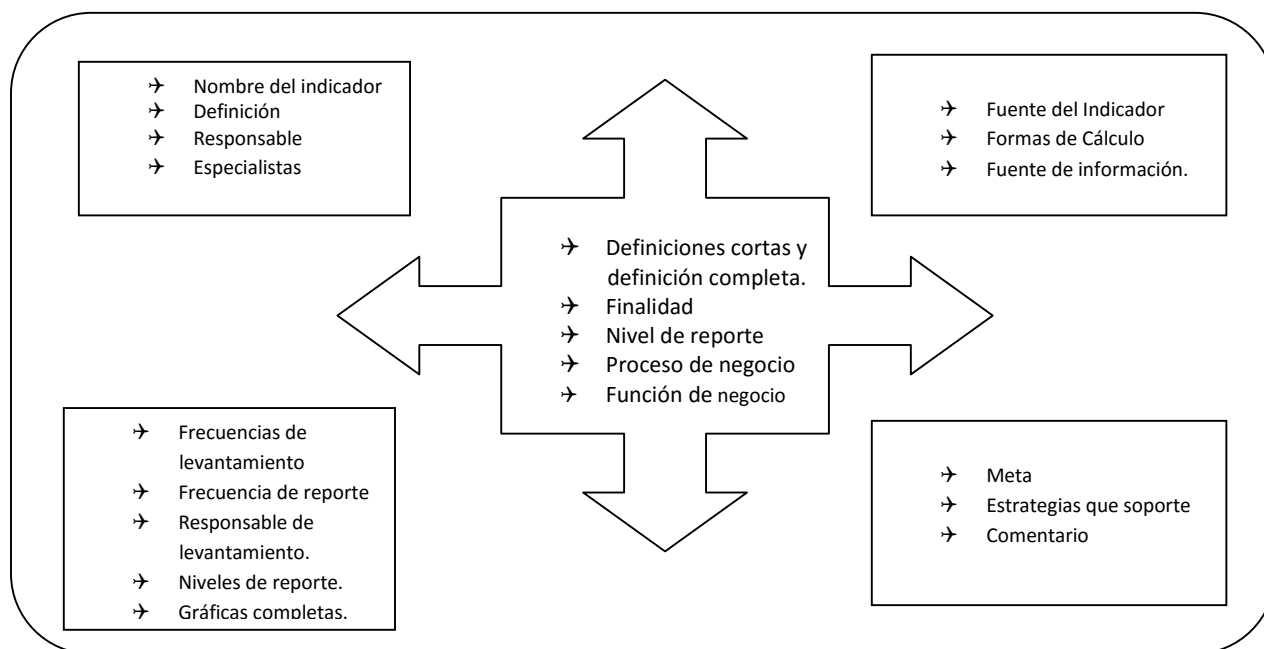 Nombre del indicador
Definición
Responsable
Especialistas
Fuente del Indicador
Formas de Cálculo
Fuente de información.
Definiciones cortas y
definición completa.
Finalidad
Nivel de reporte
Proceso de negocio
Función de negocio
Frecuencias de
levantamiento
Frecuencia de reporte
Responsable de
levantamiento.
Niveles de reporte.
Gráficas completas.
Meta
Estrategias que soporte
Comentario